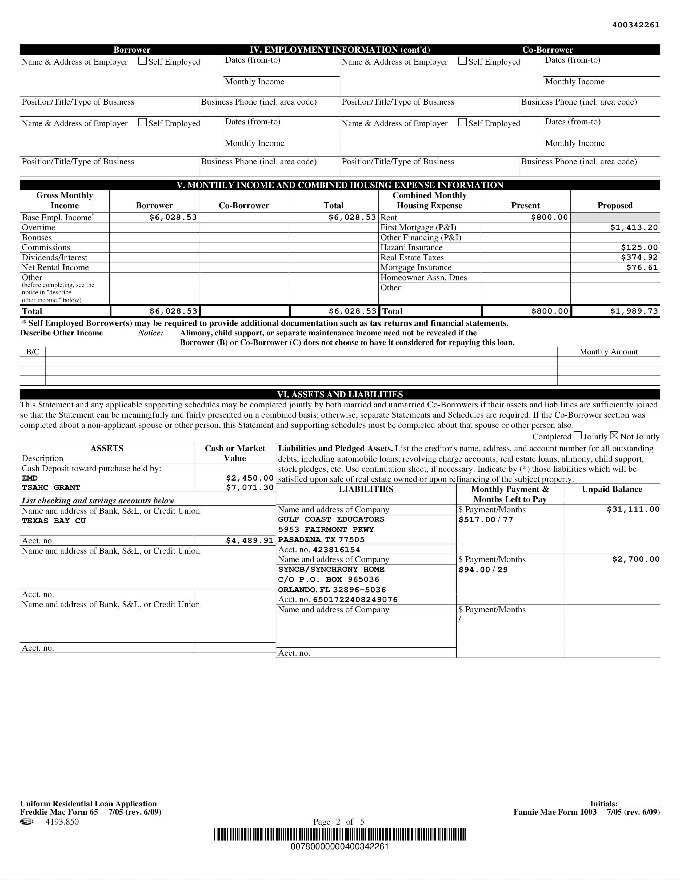 400342261
Borrower IV. EMPLOYMENT INFORMATION (cont'd) Co-Borrower
Name & Address of Employer Self Employed Dates (from-to) Name & Address of Employer Self Employed Dates (from-to)
Monthly Income Monthly Income
Position/Title/Type of Business Business Phone (incl. area code) Position/Title/Type of Business Business Phone (incl. area code)
Name & Address of Employer Self Employed Dates (from-to) Name & Address of Employer Self Employed Dates (from-to)
Monthly Income Monthly Income
Position/Title/Type of Business Business Phone (incl. area code) Position/Title/Type of Business Business Phone (incl. area code)
V. MONTHLY INCOME AND COMBINED HOUSING EXPENSE INFORMATION
Gross Monthly Combined Monthly
Income Borrower Co-Borrower Total Housing Expense Present Proposed
Base Empl. Income* $6,028.53 $6,028.53 Rent $800.00
Overtime First Mortgage (P&I) $1,413.20
Bonuses Other Financing (P&I)
Commissions Hazard Insurance $125.00
Dividends/Interest Real Estate Taxes $374.92
Net Rental Income Mortgage Insurance $76.61
Other Homeowner Assn. Dues
(before completing, see the Other
notice in "describe
other income," below)
Total $6,028.53 $6,028.53 Total $800.00 $1,989.73
* Self Employed Borrower(s) may be required to provide additional documentation such as tax returns and financial statements.
Describe Other Income Notice: Alimony, child support, or separate maintenance income need not be revealed if the
Borrower (B) or Co-Borrower (C) does not choose to have it considered for repaying this loan.
B/C Monthly Amount
VI. ASSETS AND LIABILITIES
This Statement and any applicable supporting schedules may be completed jointly by both married and unmarried Co-Borrowers if their assets and liabilities are sufficiently joined
so that the Statement can be meaningfully and fairly presented on a combined basis; otherwise, separate Statements and Schedules are required. If the Co-Borrower section was
completed about a non-applicant spouse or other person, this Statement and supporting schedules must be completed about that spouse or other person also.
Completed Jointly Not Jointly
ASSETS Cash or Market Liabilities and Pledged Assets. List the creditor's name, address, and account number for all outstanding
Description Value debts, including automobile loans, revolving charge accounts, real estate loans, alimony, child support,
Cash Deposit toward purchase held by: stock pledges, etc. Use continuation sheet, if necessary. Indicate by (*) those liabilities which will be
EMD $2,450.00 satisfied upon sale of real estate owned or upon refinancing of the subject property.
TSAHC GRANT $7,071.30 LIABILITIES Monthly Payment & Unpaid Balance
List checking and savings accounts below Months Left to Pay
Name and address of Bank, S&L, or Credit Union Name and address of Company $ Payment/Months $31,111.00
TEXAS BAY CU GULF COAST EDUCATORS $517.00/77
5953 FAIRMONT PKWY
Acct. no. $4,489.91 PASADENA, TX 77505
Name and address of Bank, S&L, or Credit Union Acct. no. 423816154
Name and address of Company $ Payment/Months $2,700.00
SYNCB/SYNCHRONY HOME $94.00/29
C/O P.O. BOX 965036
Acct. no. ORLANDO, FL 32896-5036
Name and address of Bank, S&L, or Credit Union Acct. no. 6501722408249076
Name and address of Company $ Payment/Months
/
Acct. no. Acct. no.
Uniform Residential Loan Application Initials:
Freddie Mac Form 65 7/05 (rev. 6/09) Fannie Mae Form 1003 7/05 (rev. 6/09)
4193.850 Page 2 of 5
00780000000400342261